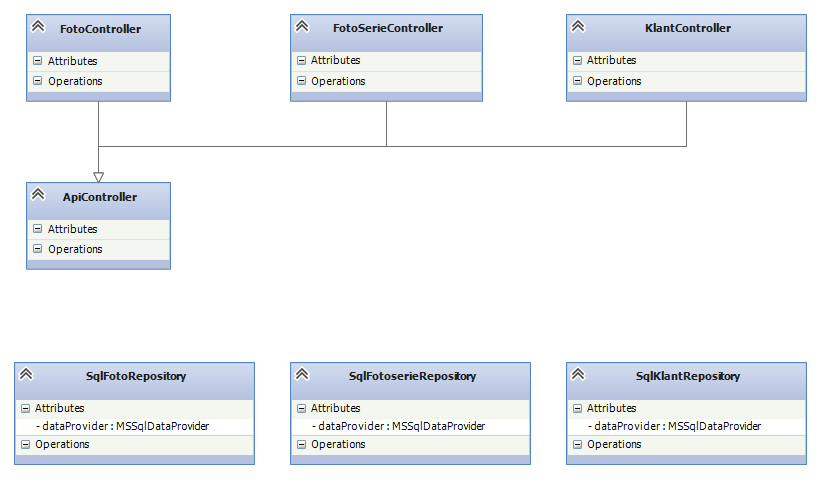 FotoController
Attributes
Operations
FotoSerieController
Attributes
Operations
KlantController
Attributes
Operations
ApiController
Attributes
Operations
SqlFotoRepository
Attributes
- dataProvider : MSSqlDataProvider
Operations
SqlFotoserieRepository
Attributes
- dataProvider : MSSqlDataProvider
Operations
SqlKlantRepository
Attributes
- dataProvider : MSSqlDataProvider
Operations